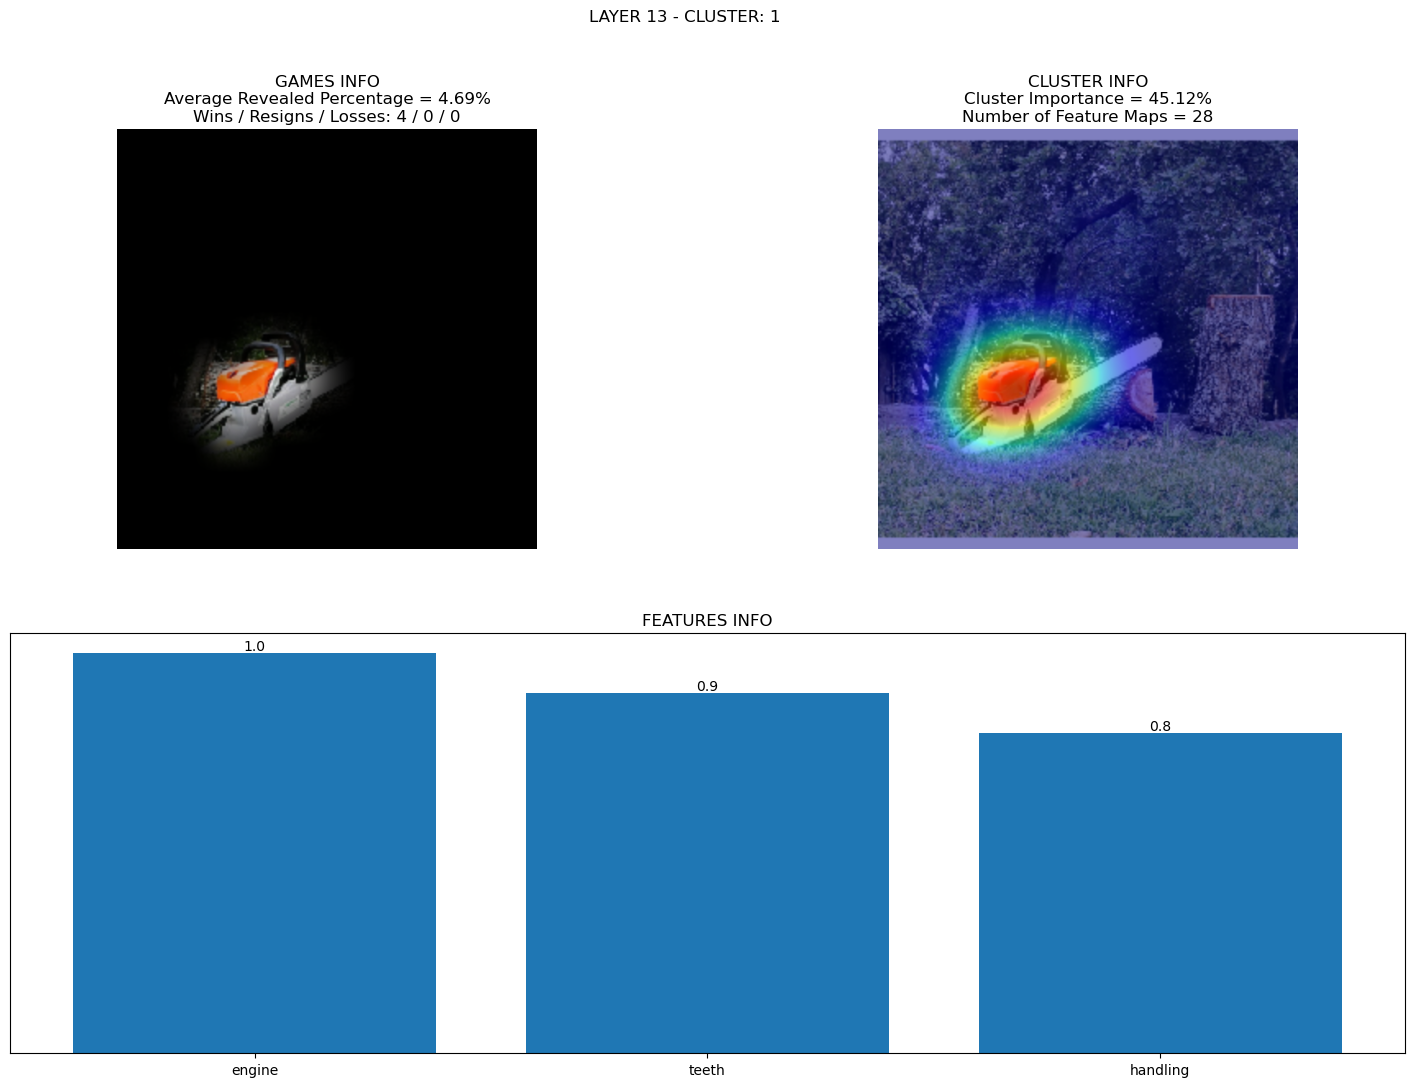 LAYER 13 - CLUSTER: 1
GAMES INFO
Average Revealed Percentage = 4.69%
Wins / Resigns / Losses: 4 / 0 / 0
CLUSTER INFO
Cluster Importance = 45.12%
Number of Feature Maps = 28
FEATURES INFO
1.0
0.9
0.8
engine
teeth
handling